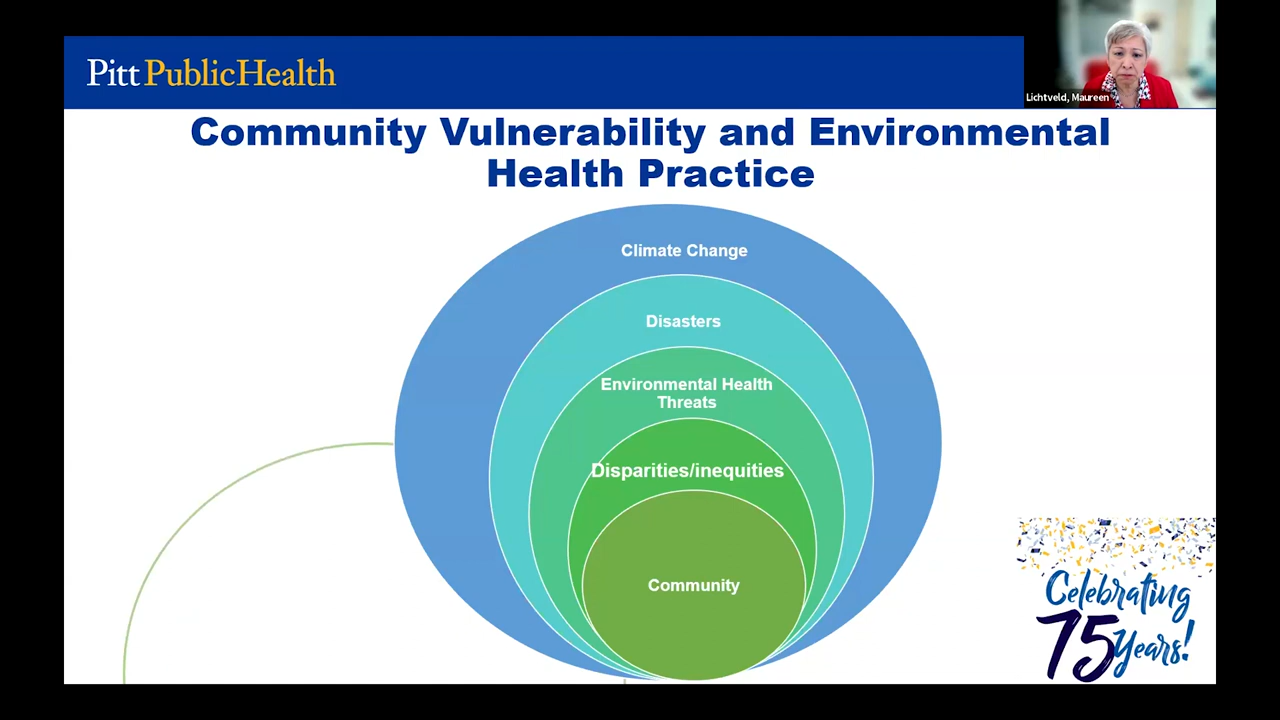 Pitt PublicHealth
Lichtveld, Maureen
Community Vulnerability and Environmental
Health Practice
Climate Change
Disasters
Environmental Health
Threats
Disparities/inequities
Community
Celebrating
75 Years!